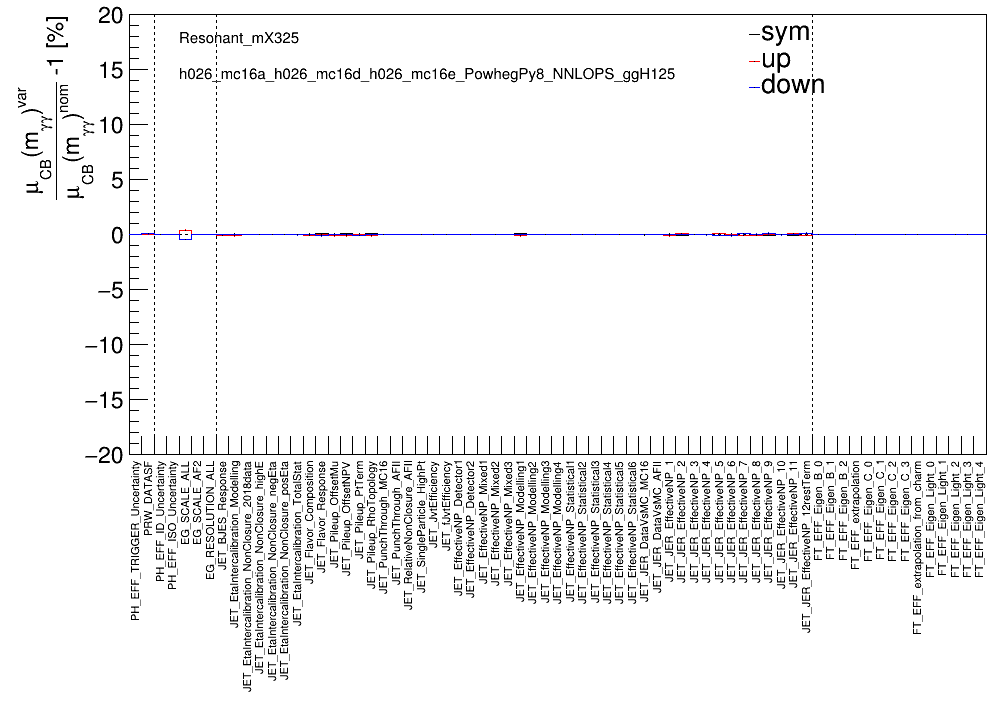 μ_CB(m_γγ)^var
μ_CB(m_γγ)^nom -1 [%]
20
15
10
5
0
−5
−10
−15
−20
Resonant_mX325
h026_mc16a_h026_mc16d_h026_mc16e_PowhegPy8_NNLOPS_ggH125
sym
up
down
PH_EFF_TRIGGER_Uncertainty
PRW_DATASF
PH_EFF_ID_Uncertainty
PH_EFF_ISO_Uncertainty
EG_SCALE_ALL
EG_SCALE_AF2
EG_RESOLUTION_ALL
JET_BJES_Response
JET_EtaIntercalibration_Modelling
JET_EtaIntercalibration_NonClosure_2018data
JET_EtaIntercalibration_NonClosure_highE
JET_EtaIntercalibration_NonClosure_negEta
JET_EtaIntercalibration_NonClosure_posEta
JET_EtaIntercalibration_TotalStat
JET_Flavor_Composition
JET_Flavor_Response
JET_Pileup_OffsetMu
JET_Pileup_OffsetNPV
JET_Pileup_PtTerm
JET_Pileup_RhoTopology
JET_PunchThrough_MC16
JET_PunchThrough_AFII
JET_RelativeNonClosure_AFII
JET_SingleParticle_HighPt
JET_JvtEfficiency
JET_fJvtEfficiency
JET_EffectiveNP_Detector1
JET_EffectiveNP_Detector2
JET_EffectiveNP_Mixed1
JET_EffectiveNP_Mixed2
JET_EffectiveNP_Mixed3
JET_EffectiveNP_Modelling1
JET_EffectiveNP_Modelling2
JET_EffectiveNP_Modelling3
JET_EffectiveNP_Modelling4
JET_EffectiveNP_Statistical1
JET_EffectiveNP_Statistical2
JET_EffectiveNP_Statistical3
JET_EffectiveNP_Statistical4
JET_EffectiveNP_Statistical5
JET_EffectiveNP_Statistical6
JET_JER_DataVsMC_MC16
JET_JER_DataVsMC_AFII
JET_JER_EffectiveNP_1
JET_JER_EffectiveNP_2
JET_JER_EffectiveNP_3
JET_JER_EffectiveNP_4
JET_JER_EffectiveNP_5
JET_JER_EffectiveNP_6
JET_JER_EffectiveNP_7
JET_JER_EffectiveNP_8
JET_JER_EffectiveNP_9
JET_JER_EffectiveNP_10
JET_JER_EffectiveNP_11
JET_JER_EffectiveNP_12restTerm
FT_EFF_Eigen_B_0
FT_EFF_Eigen_B_1
FT_EFF_Eigen_B_2
FT_EFF_extrapolation
FT_EFF_Eigen_C_0
FT_EFF_Eigen_C_1
FT_EFF_Eigen_C_2
FT_EFF_Eigen_C_3
FT_EFF_extrapolation_from_charm
FT_EFF_Eigen_Light_0
FT_EFF_Eigen_Light_1
FT_EFF_Eigen_Light_2
FT_EFF_Eigen_Light_3
FT_EFF_Eigen_Light_4